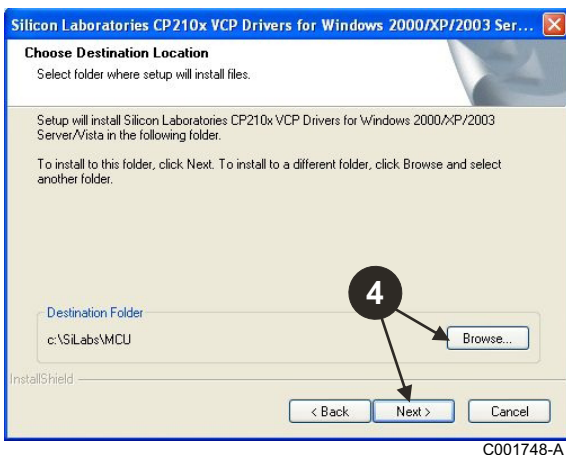 Silicon Laboratories CP210x VCP Drivers for Windows 2000/XP/2003 Ser...
Choose Destination Location
Select folder where setup will install files.
Setup will install Silicon Laboratories CP210x VCP Drivers for Windows 2000/XP/2003
Server/Vista in the following folder.
To install to this folder, click Next. To install to a different folder, click Browse and select
another folder.
4
Destination Folder
c:\SiLabs\MCU
Browse...
InstallShield
< Back
Next >
Cancel
C001748-A